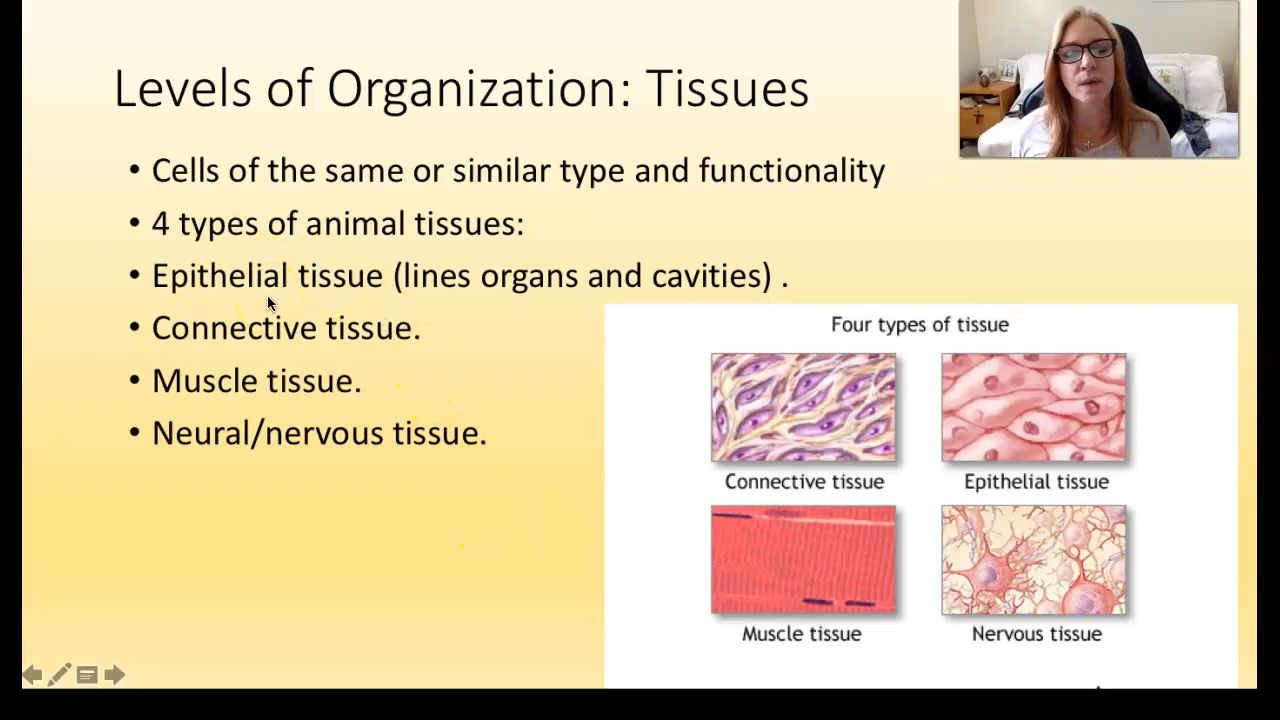 Levels of Organization: Tissues
• Cells of the same or similar type and functionality
• 4 types of animal tissues:
• Epithelial tissue (lines organs and cavities) .
• Connective tissue.
• Muscle tissue.
• Neural/nervous tissue.
Four types of tissue
Connective tissue
Epithelial tissue
Muscle tissue
Nervous tissue